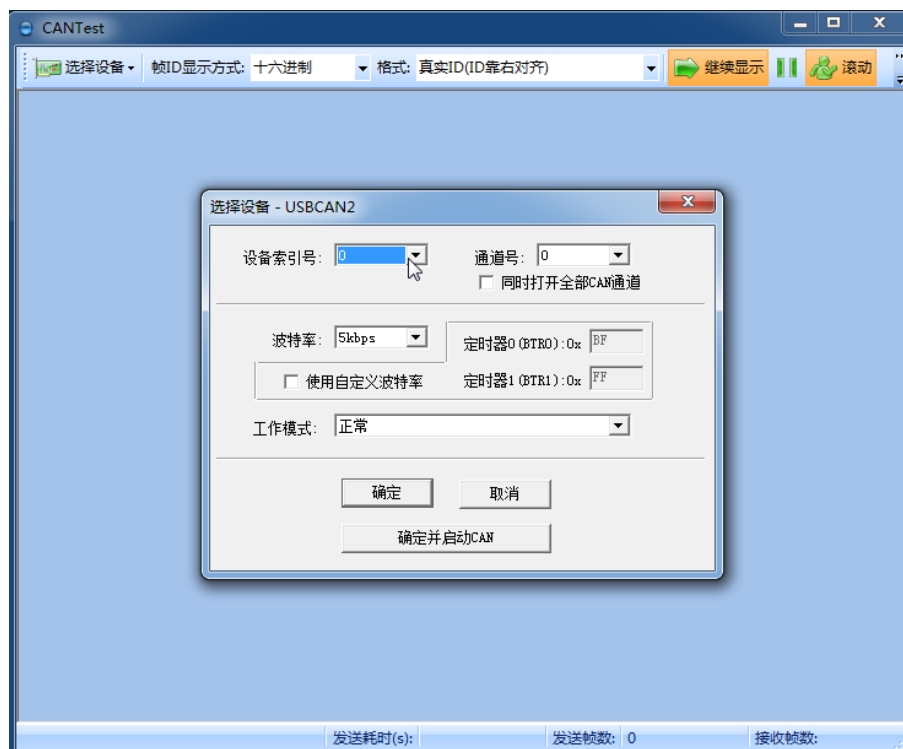 CANTest
选择设备 帧ID显示方式: 十六进制 格式: 真实ID(ID靠右对齐) 继续显示 滚动
选择设备 - USBCAN2
设备索引号: 0 通道号: 0
同时打开全部CAN通道
波特率: 5kbps 定时器0(BTR0):0x BF
使用自定义波特率 定时器1(BTR1):0x FF
工作模式: 正常
确定 取消
确定并启动CAN
发送耗时(s): 发送帧数: 0 接收帧数: